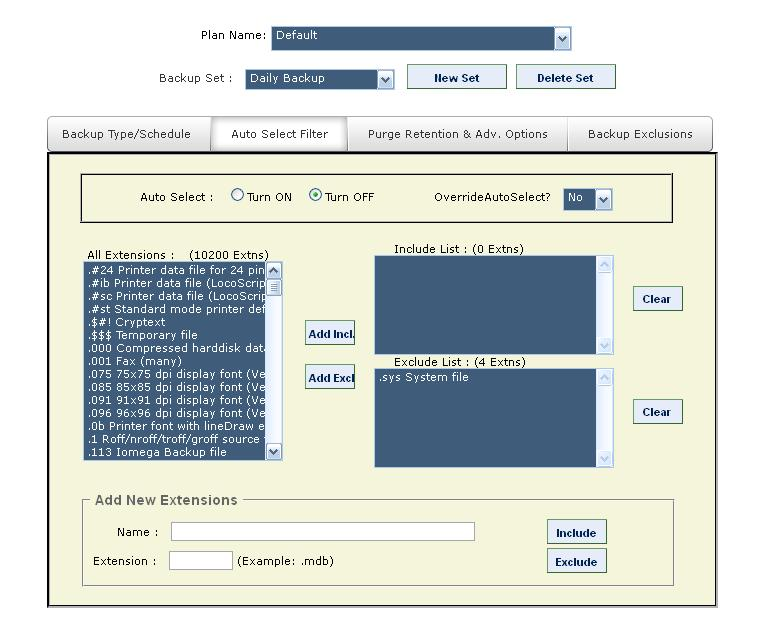 Plan Name: Default
Backup Set : Daily Backup New Set Delete Set
Backup Type/Schedule Auto Select Filter Purge Retention & Adv. Options Backup Exclusions
Auto Select : Turn ON Turn OFF OverrideAutoSelect? No
All Extensions : (10200 Extns)
.#24 Printer data file for 24 pin
.#ib Printer data file (LocoScrip
.#sc Printer data file (LocoScrip
.#st Standard mode printer def
.$#! Cryptext
.$$$ Temporary file
.000 Compressed harddisk data
.001 Fax (many)
.075 75x75 dpi display font (Ve
.085 85x85 dpi display font (Ve
.091 91x91 dpi display font (Ve
.096 96x96 dpi display font (Ve
.0b Printer font with lineDraw e
.1 Roff/nroff/troff/groff source
.113 Iomega Backup file
Add Incl.
Add Excl
Include List : (0 Extns)
Clear
Exclude List : (4 Extns)
.sys System file
Clear
Add New Extensions
Name : Include
Extension : (Example: .mdb) Exclude